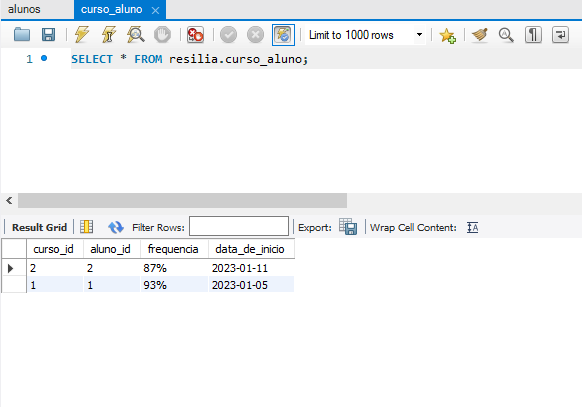 alunos curso_aluno
Limit to 1000 rows
1 SELECT * FROM resilia.curso_aluno;
Result Grid Filter Rows: Export: Wrap Cell Content:
curso_id aluno_id frequencia data_de_inicio
2 2 87% 2023-01-11
1 1 93% 2023-01-05